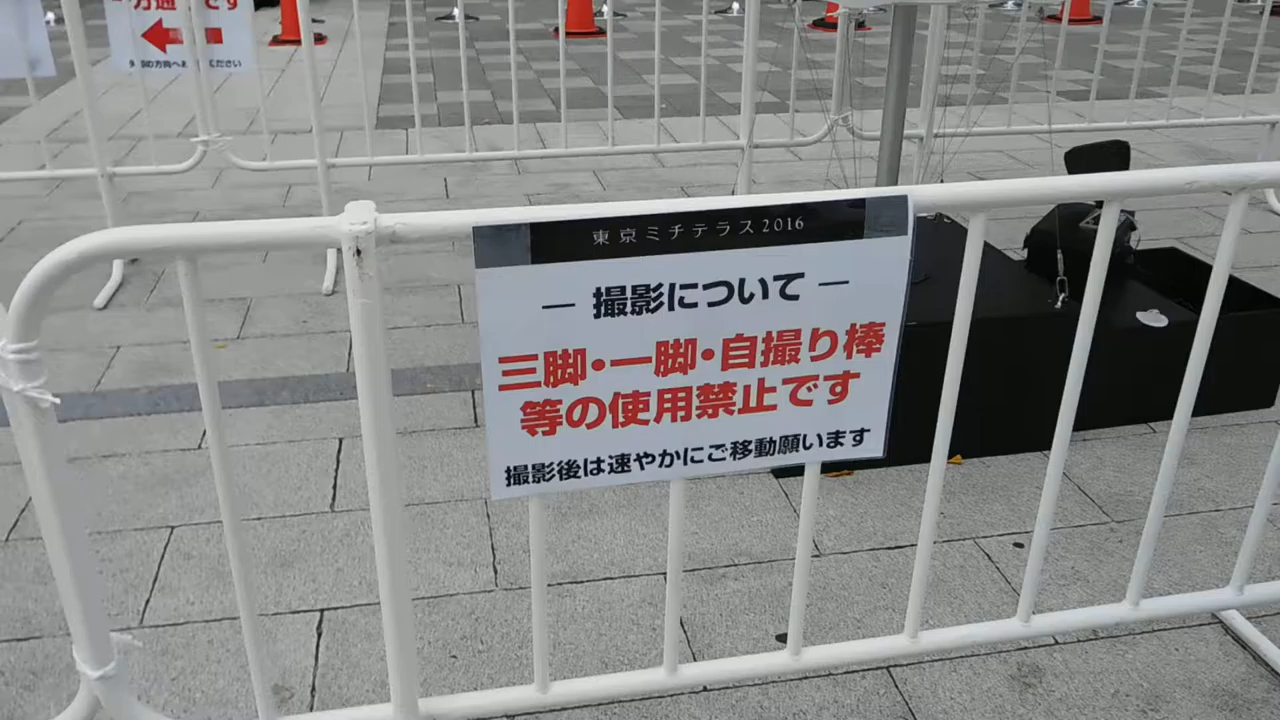 です
東京ミチテラス2016
― 撮影について ―
三脚・一脚・自撮り棒
等の使用禁止です
撮影後は速やかにご移動願います